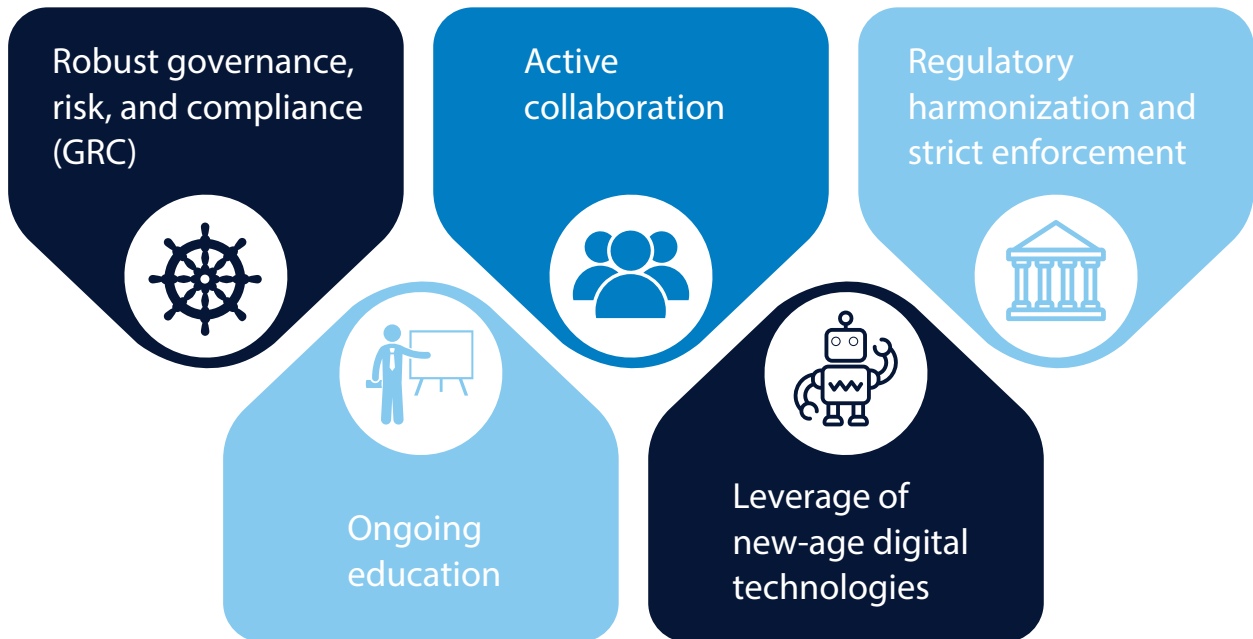 Robust governance,
risk, and compliance
(GRC)
Active
collaboration
Regulatory
harmonization and
strict enforcement
Ongoing
education
Leverage of
new-age digital
technologies